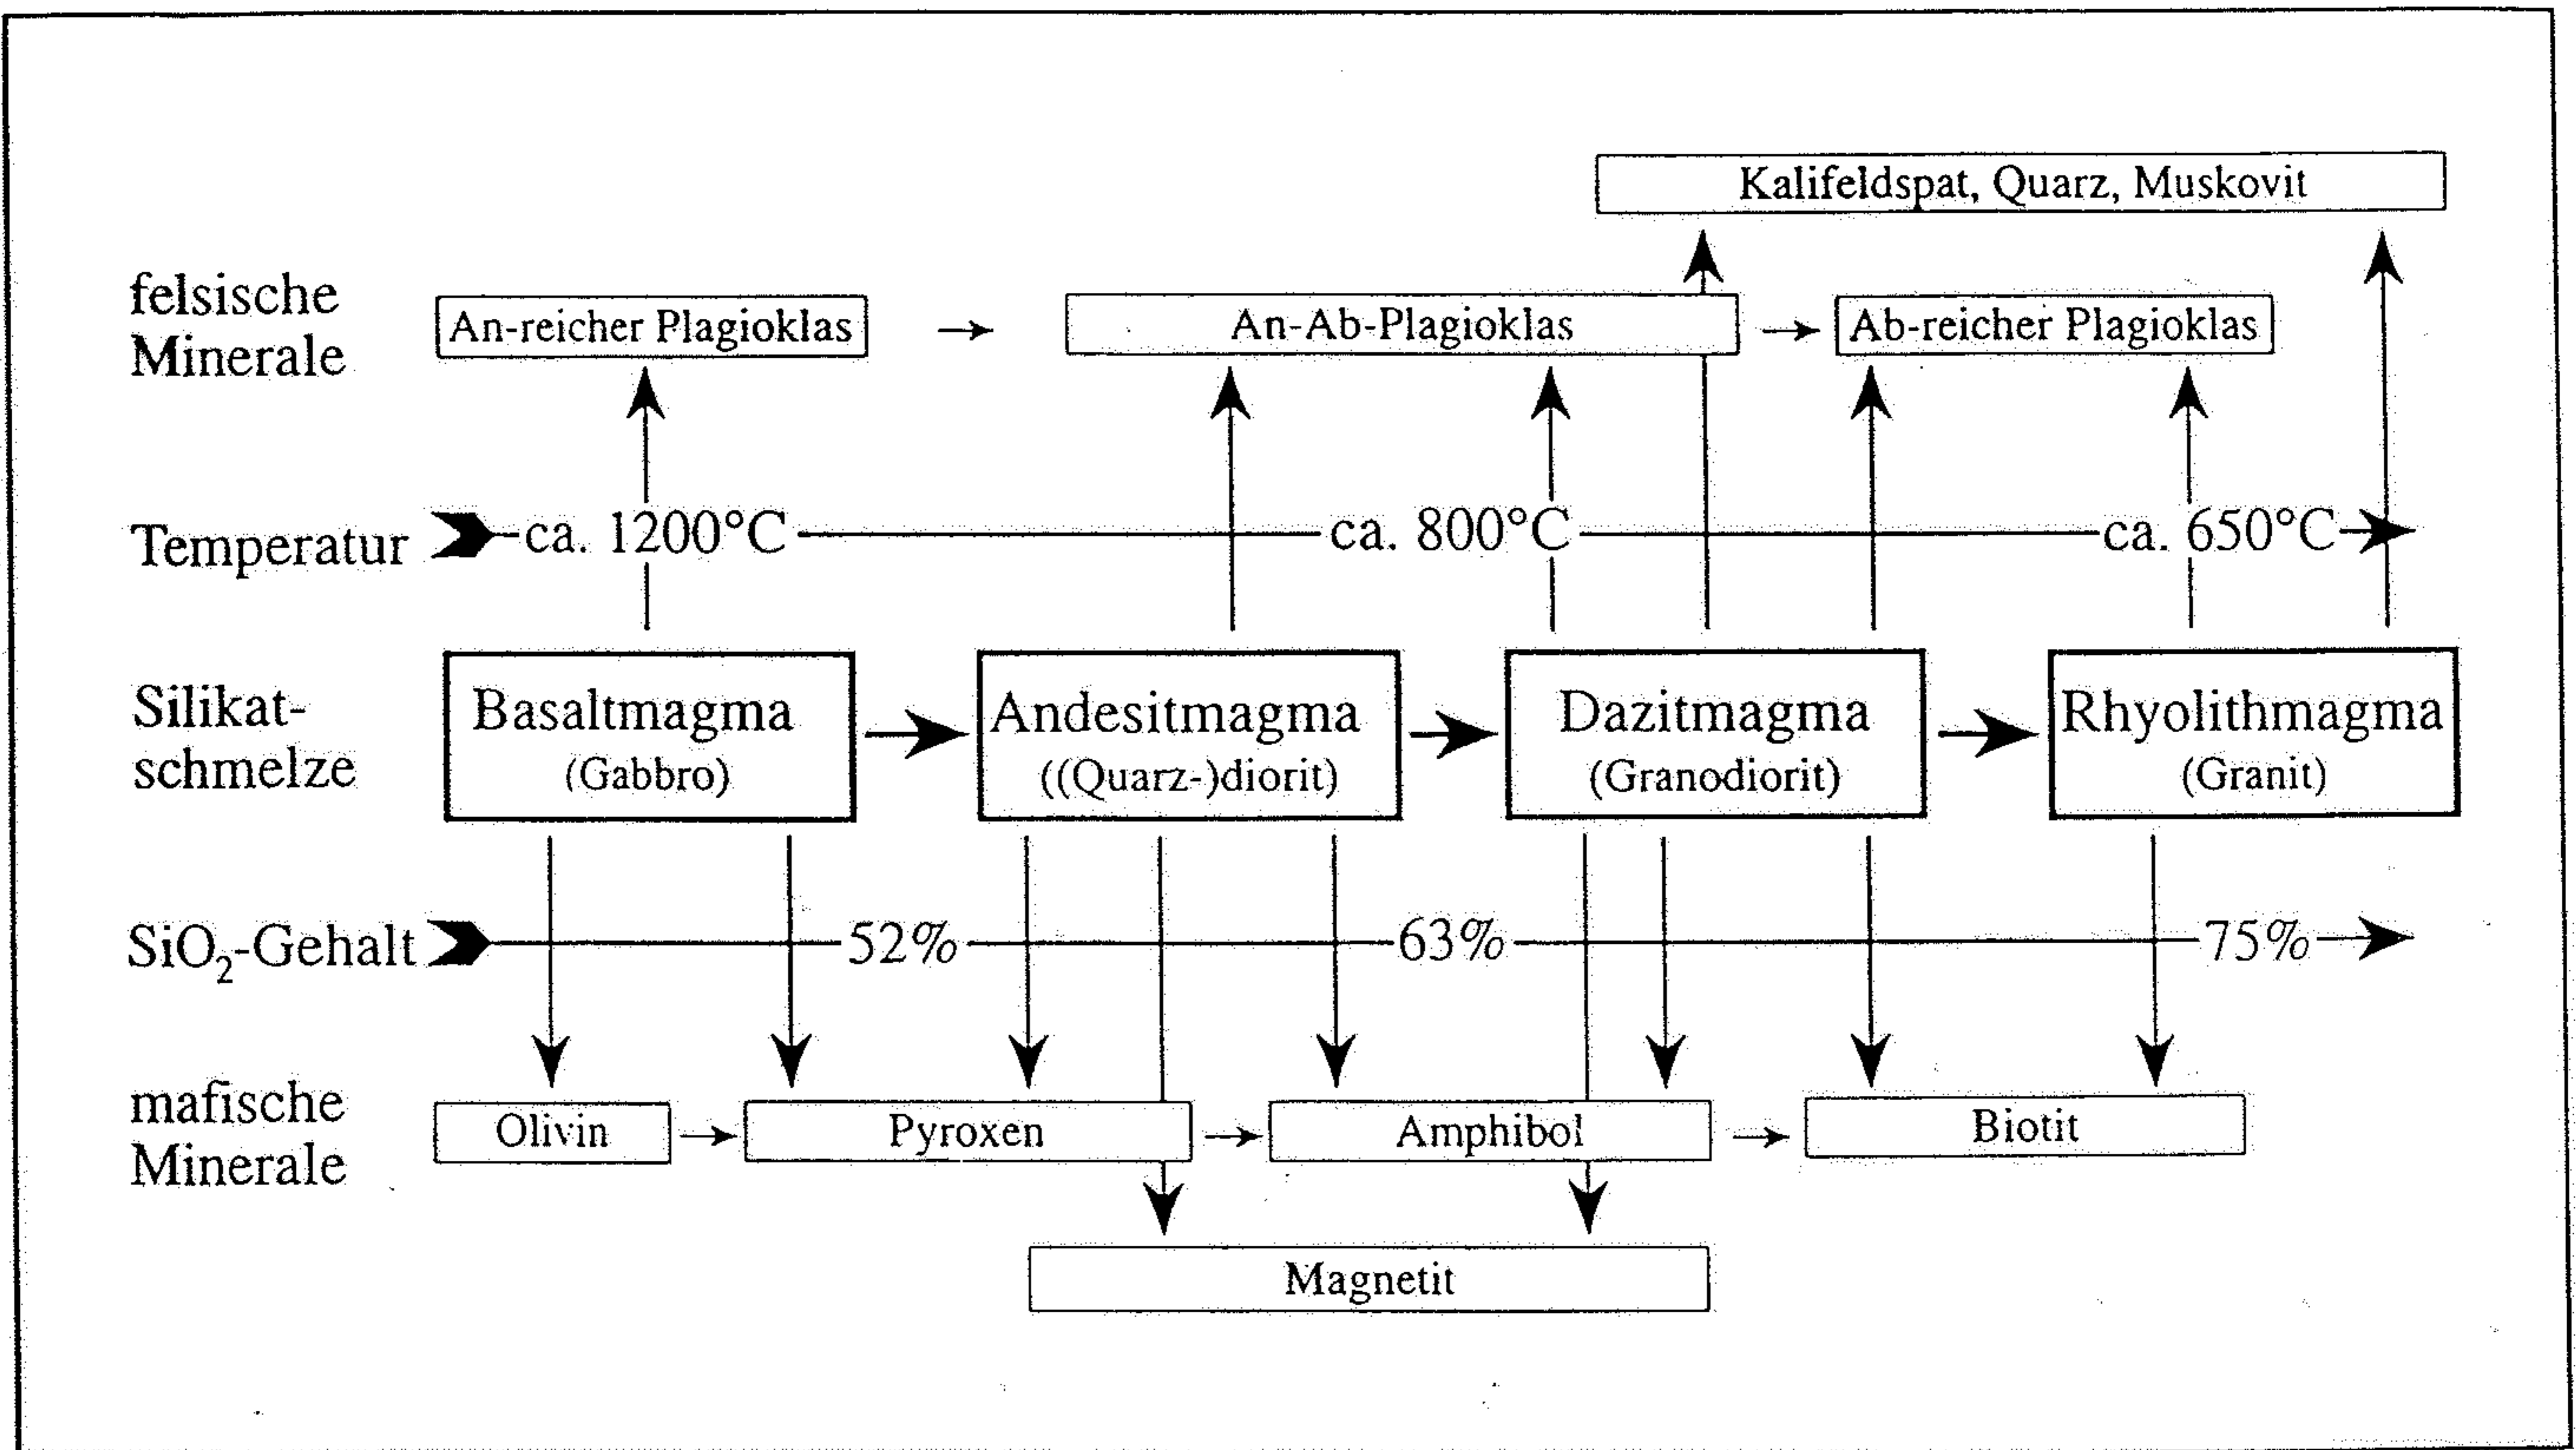 Kalifeldspat, Quarz, Muskovit
felsische
Minerale
An-reicher Plagioklas
An-Ab-Plagioklas
Ab-reicher Plagioklas
Temperatur
ca. 1200°C
ca. 800°C
ca. 650°C
Silikat-
schmelze
Basaltmagma
(Gabbro)
Andesitmagma
((Quarz-)diorit)
Dazitmagma
(Granodiorit)
Rhyolithmagma
(Granit)
SiO₂-Gehalt
52%
63%
75%
mafische
Minerale
Olivin
Pyroxen
Amphibol
Biotit
Magnetit